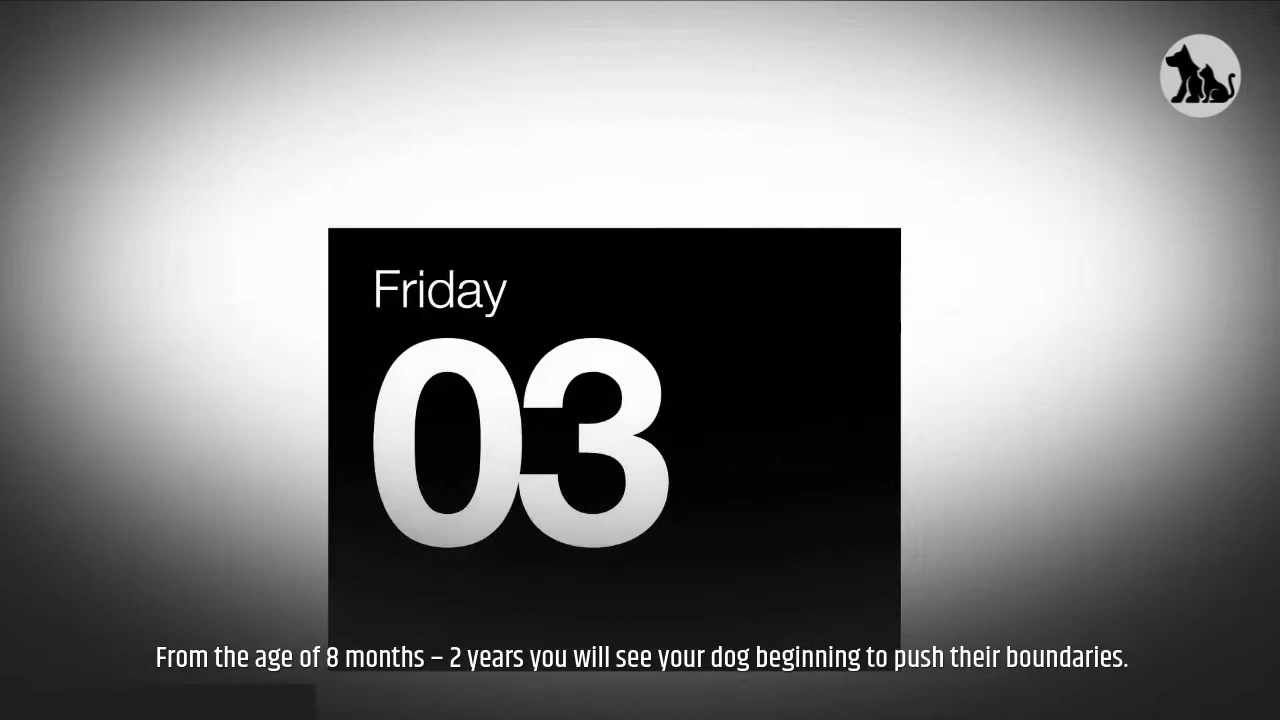 Friday
03
From the age of 8 months – 2 years you will see your dog beginning to push their boundaries.